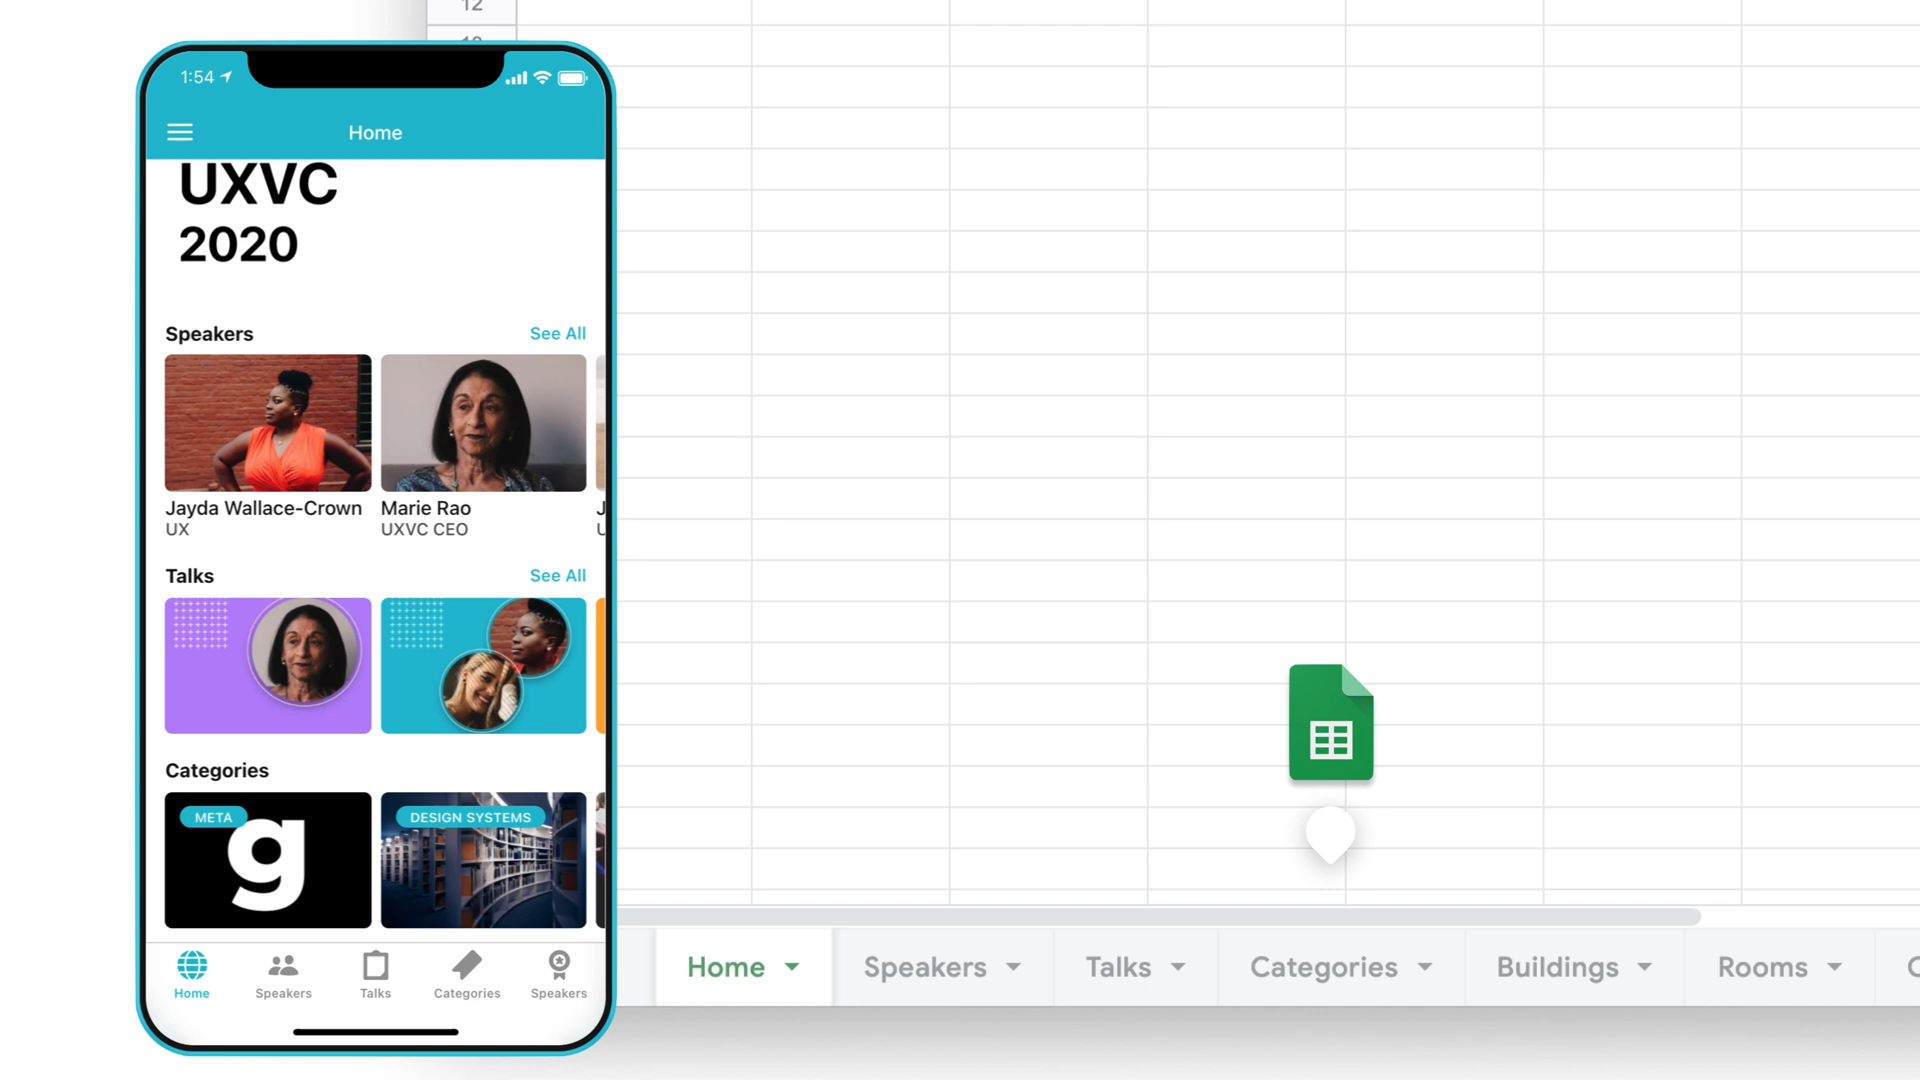 12
1:54
Home
UXVC
2020
Speakers
See All
Jayda Wallace-Crown
UX
Marie Rao
UXVC CEO
Talks
See All
Categories
META
g
DESIGN SYSTEMS
Home
Speakers
Talks
Categories
Speakers
Home
Speakers
Talks
Categories
Buildings
Rooms